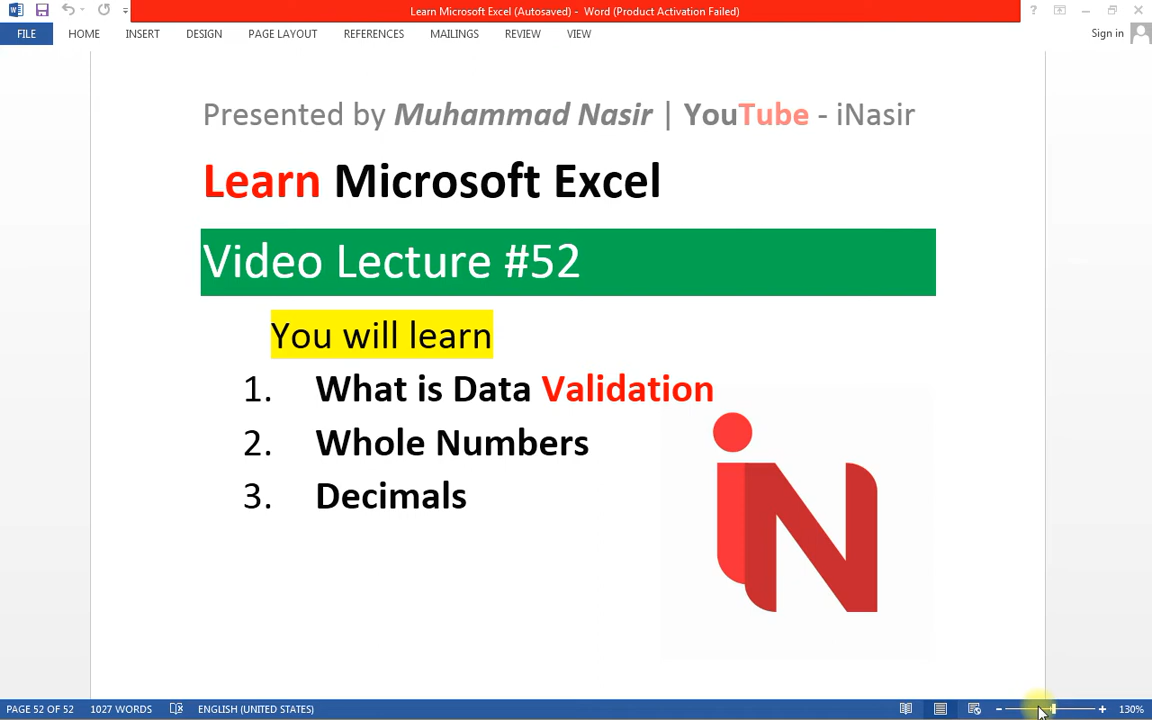 Learn Microsoft Excel (Autosaved) - Word (Product Activation Failed)
FILE HOME INSERT DESIGN PAGE LAYOUT REFERENCES MAILINGS REVIEW VIEW Sign in
Presented by Muhammad Nasir | YouTube - iNasir
Learn Microsoft Excel
Video Lecture #52
You will learn
1. What is Data Validation
2. Whole Numbers
3. Decimals
iN
PAGE 52 OF 52 1027 WORDS ENGLISH (UNITED STATES) 130%